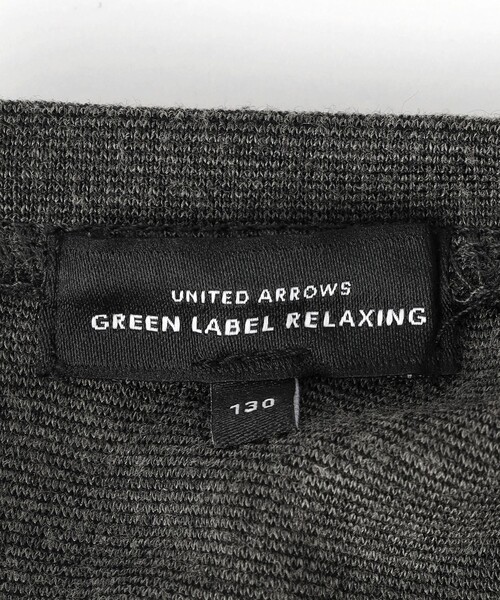 UNITED ARROWS
GREEN LABEL RELAXING
130